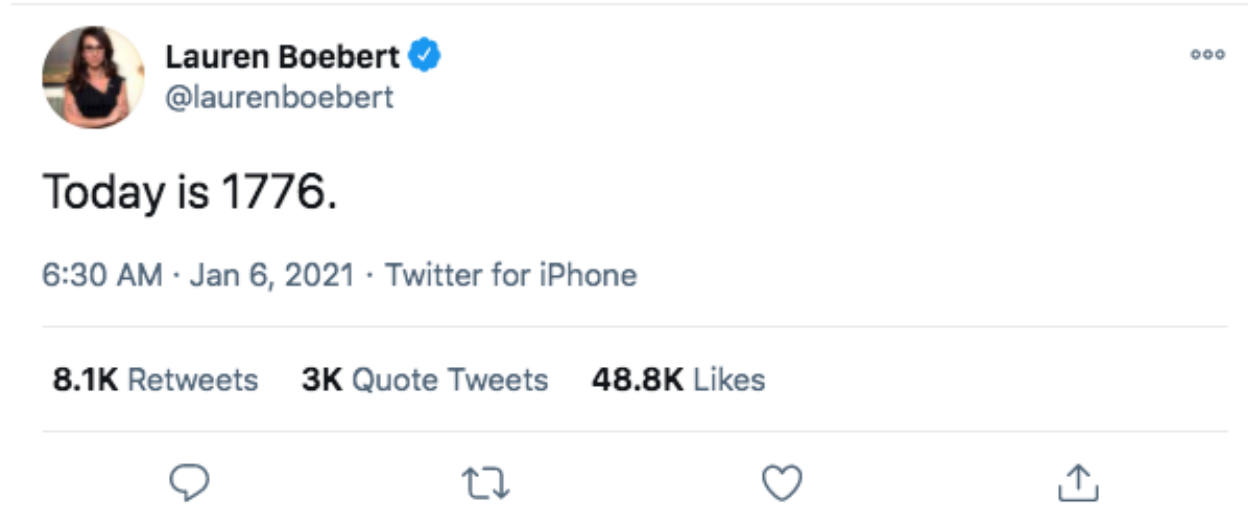 Lauren Boebert
@laurenboebert
Today is 1776.
6:30 AM · Jan 6, 2021 · Twitter for iPhone
8.1K Retweets 3K Quote Tweets 48.8K Likes